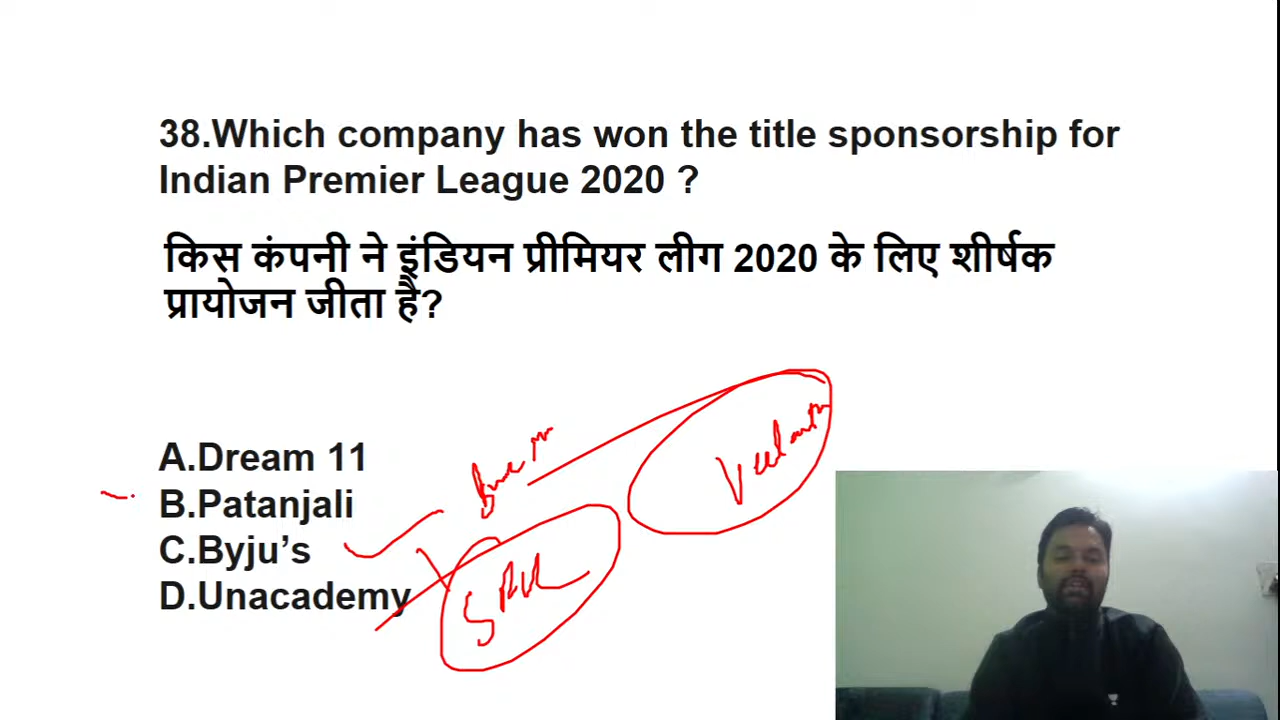 38.Which company has won the title sponsorship for
Indian Premier League 2020 ?
किस कंपनी ने इंडियन प्रीमियर लीग 2020 के लिए शीर्षक
प्रायोजन जीता है?
A.Dream 11
B.Patanjali
C.Byju’s
D.Unacademy